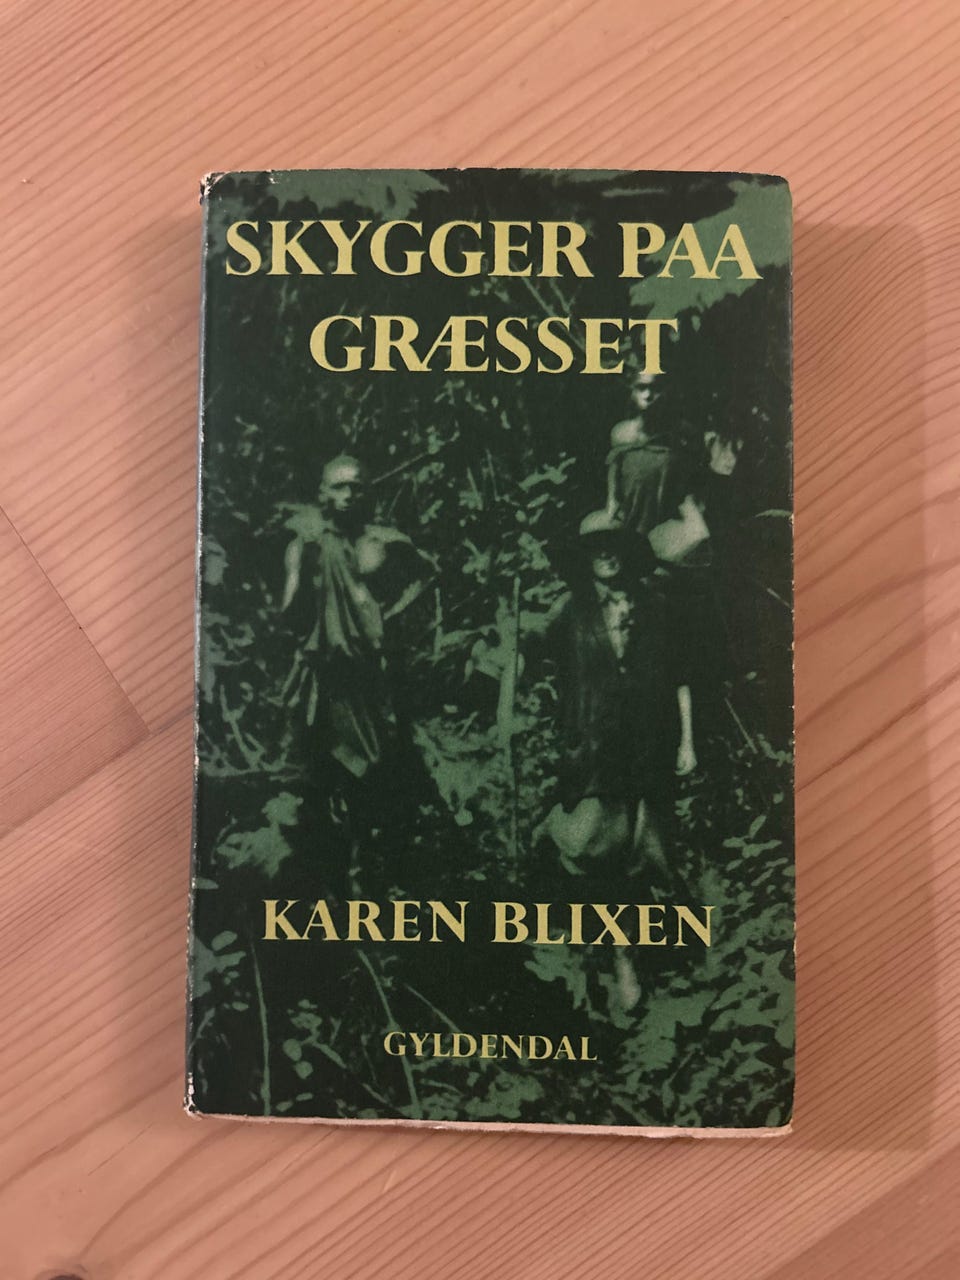 SKYGGER PAA
GRÆSSET
KAREN BLIXEN
GYLDENDAL